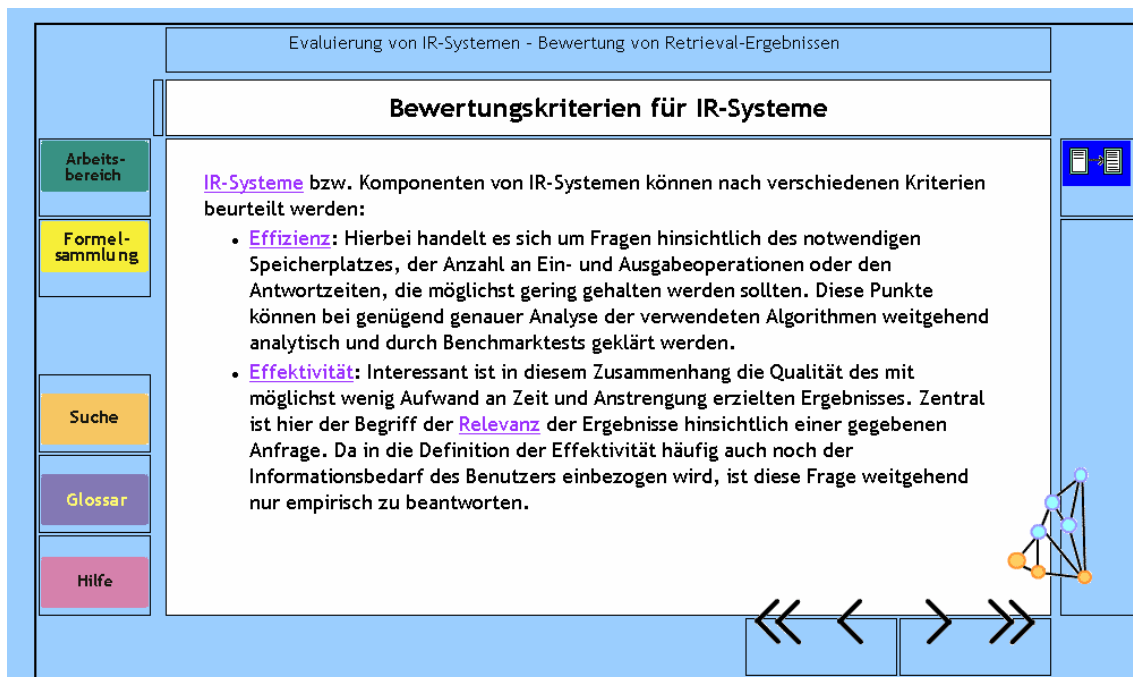 Evaluierung von IR-Systemen - Bewertung von Retrieval-Ergebnissen
Bewertungskriterien für IR-Systeme
Arbeits-
bereich
Formel-
sammlung
Suche
Glossar
Hilfe
IR-Systeme bzw. Komponenten von IR-Systemen können nach verschiedenen Kriterien
beurteilt werden:
• Effizienz: Hierbei handelt es sich um Fragen hinsichtlich des notwendigen
Speicherplatzes, der Anzahl an Ein- und Ausgabeoperationen oder den
Antwortzeiten, die möglichst gering gehalten werden sollten. Diese Punkte
können bei genügend genauer Analyse der verwendeten Algorithmen weitgehend
analytisch und durch Benchmarktests geklärt werden.
• Effektivität: Interessant ist in diesem Zusammenhang die Qualität des mit
möglichst wenig Aufwand an Zeit und Anstrengung erzielten Ergebnisses. Zentral
ist hier der Begriff der Relevanz der Ergebnisse hinsichtlich einer gegebenen
Anfrage. Da in die Definition der Effektivität häufig auch noch der
Informationsbedarf des Benutzers einbezogen wird, ist diese Frage weitgehend
nur empirisch zu beantworten.